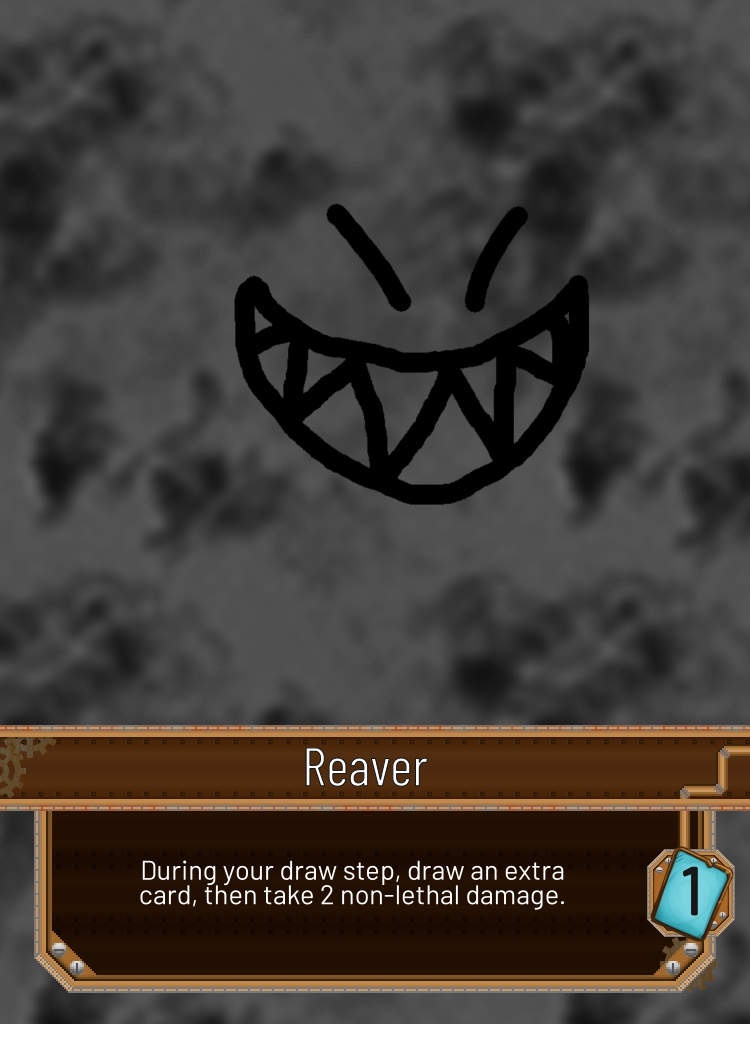 Reaver
During your draw step, draw an extra
card, then take 2 non-lethal damage.
1